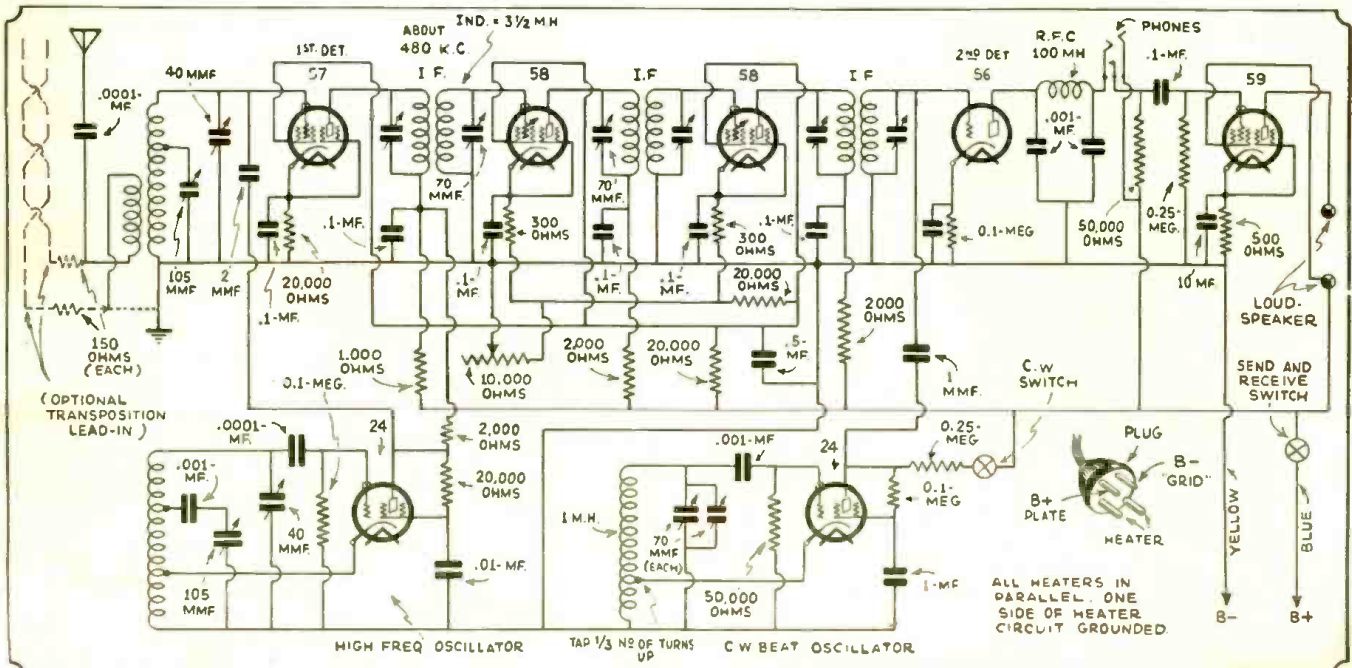 IND. = 3½ M.H
ABOUT
480 K.C.
40 MMF.
1ST. DET.
57
I F.
58
I.F
58
I F
2ND DET
56
R.F.C
100 MH
PHONES
.1-MF.
59
.0001-
MF.
.001-
MF.
70
MMF.
70
MMF.
.105
MMF
2
MMF
20,000
OHMS
.1-MF.
.1-MF.
300
OHMS
.1-
MF.
.1-
MF.
300
OHMS
.1-
MF.
.1-MF.
20,000
OHMS
0.1-MEG
50,000
OHMS
0.25-
MEG.
10 MF.
500
OHMS
LOUD-
SPEAKER
150
OHMS
(EACH)
(OPTIONAL
TRANSPOSITION
LEAD-IN)
1,000
OHMS
10,000
OHMS
2,000
OHMS
20,000
OHMS
.5-
MF.
2000
OHMS
1
MMF.
C.W
SWITCH
SEND AND
RECEIVE
SWITCH
0.1-MEG.
.0001-
MF.
24
2,000
OHMS
20,000
OHMS
.001-
MF.
40
MMF.
105
MMF
.01-MF.
HIGH FREQ OSCILLATOR
.001-MF
24
0.25-
MEG
0.1-
MEG
1 M.H.
70
MMF
(EACH)
50,000
OHMS
1-MF
TAP 1/3 NO OF TURNS
UP
C W BEAT OSCILLATOR
PLUG
B-
"GRID"
B+
PLATE
HEATER
ALL HEATERS IN
PARALLEL. ONE
SIDE OF HEATER
CIRCUIT GROUNDED.
YELLOW
BLUE
B-
B+